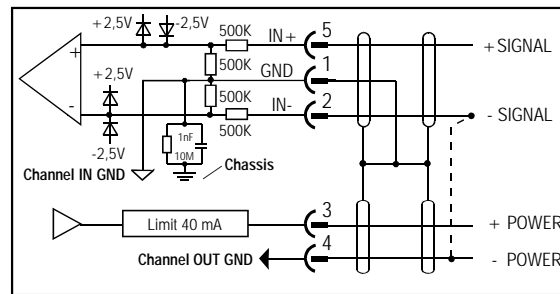 +2,5V -2,5V
500K IN+ 5 + SIGNAL
+2,5V 500K GND 1
500K IN- 2 - SIGNAL
500K
-2,5V 1nF
10M Chassis
Channel IN GND
Limit 40 mA 3 + POWER
Channel OUT GND 4 - POWER
+
-